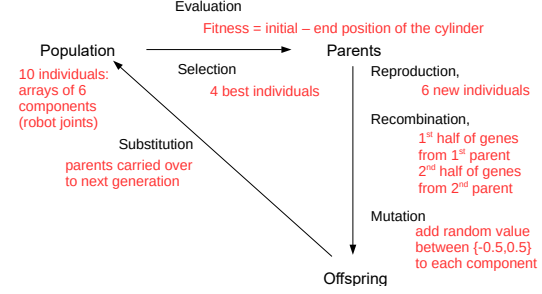 Evaluation
Fitness = initial – end position of the cylinder
Population
Parents
Selection
4 best individuals
10 individuals:
arrays of 6
components
(robot joints)
Reproduction,
6 new individuals
Recombination,
1st half of genes
from 1st parent
2nd half of genes
from 2nd parent
Substitution
parents carried over
to next generation
Mutation
add random value
between {-0.5,0.5}
to each component
Offspring